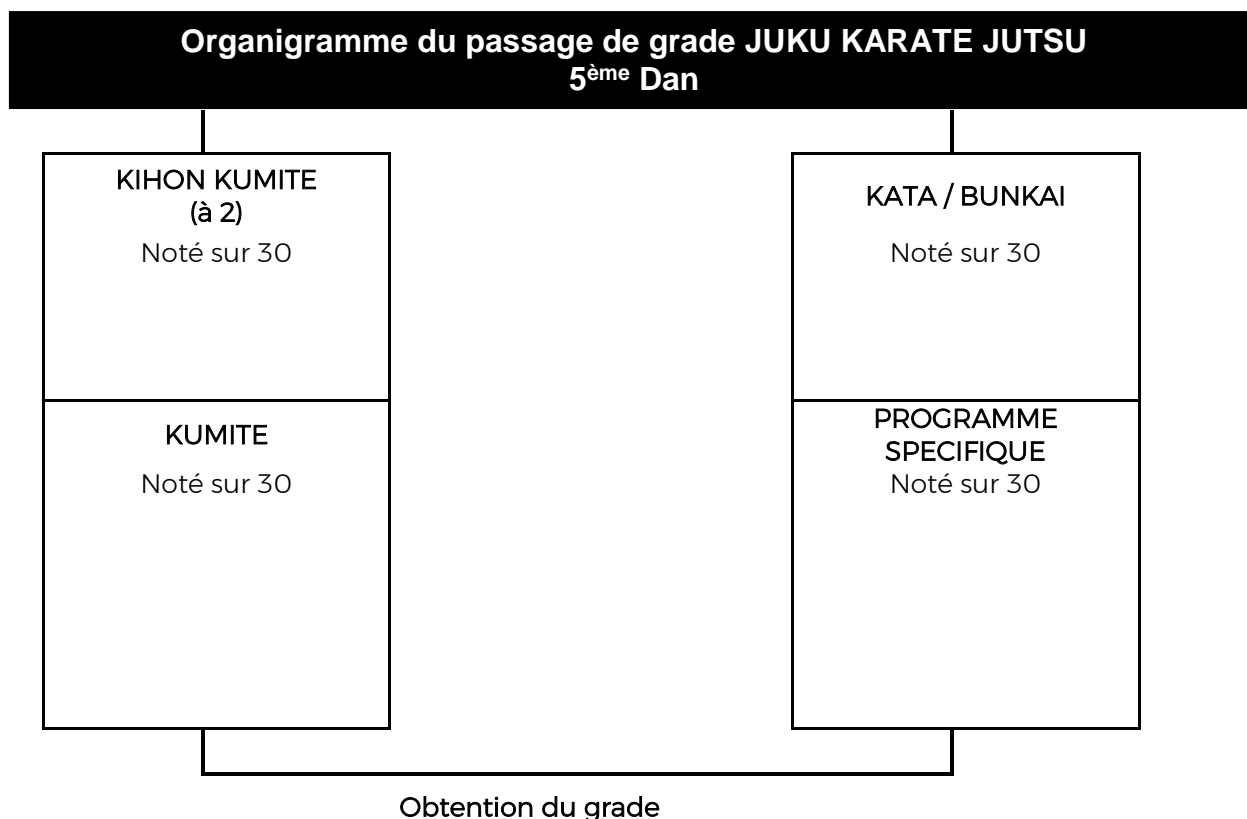 Organigramme du passage de grade JUKU KARATE JUTSU
5ème Dan
KIHON KUMITE
(à 2)
Noté sur 30
KUMITE
Noté sur 30
KATA / BUNKAI
Noté sur 30
PROGRAMME
SPECIFIQUE
Noté sur 30
Obtention du grade